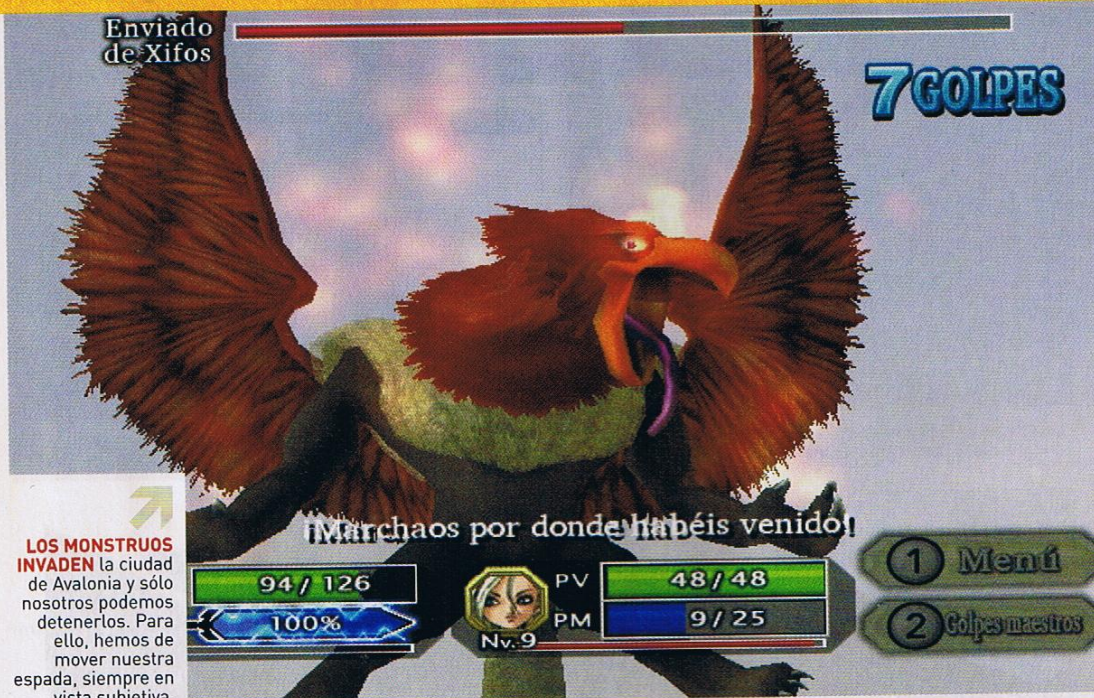 Enviado
de Xifos
7 GOLPES
¡Marchaos por donde habéis venido!
94 / 126
100%
Nv. 9
PV
48 / 48
PM
9 / 25
1 Menú
2 Golpes maestros
LOS MONSTRUOS
INVADEN la ciudad
de Avalonia y sólo
nosotros podemos
detenerlos. Para
ello, hemos de
mover nuestra
espada, siempre en
vista subjetiva.